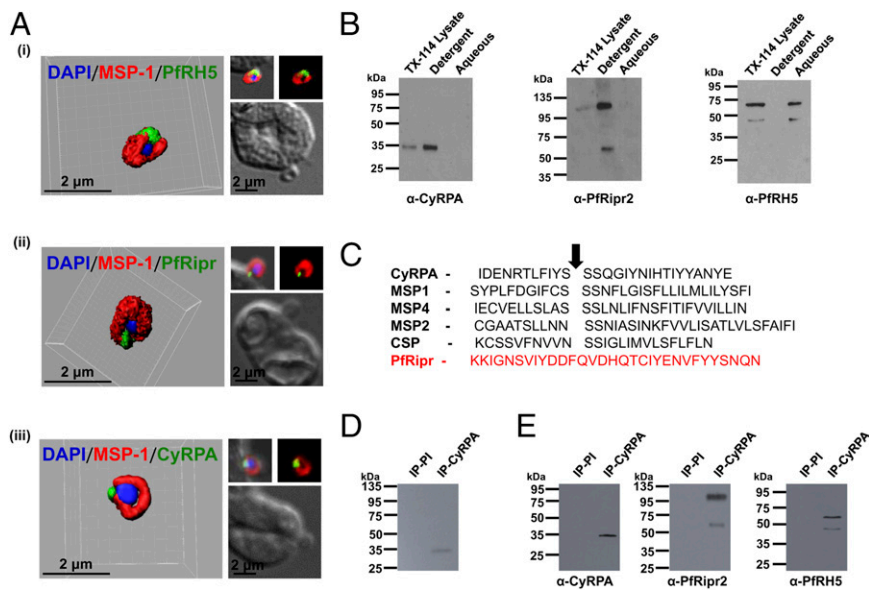 A
(i)
DAPI/MSP-1/PfRH5
2 µm
2 µm
(ii)
DAPI/MSP-1/PfRipr
2 µm
2 µm
(iii)
DAPI/MSP-1/CyRPA
2 µm
2 µm
B
TX-114 Lysate
Detergent
Aqueous
kDa
95
75
50
35
25
α-CyRPA
TX-114 Lysate
Detergent
Aqueous
kDa
135
95
75
50
35
α-PfRipr2
TX-114 Lysate
Detergent
Aqueous
kDa
95
75
50
35
25
α-PfRH5
C
CyRPA - IDENRTLFIYS SSQGIYNIHTIYYANYE
MSP1 - SYPLFDGIFCS SSNFLGISFLLILMLILYSFI
MSP4 - IECVELLSLAS SSLNLIFNSFITIFVVILLIN
MSP2 - CGAATSLLNN SSNIASINKFVVLISATLVLSFAIFI
CSP - KCSSVFNVVN SSIGLIMVLSFLFLN
PfRipr - KKIGNSVIYDDFQVDHQTCIYENVFYYSNQN
D
IP-PI
IP-CyRPA
kDa
135
95
75
50
35
25
E
IP-PI
IP-CyRPA
kDa
95
75
50
35
25
α-CyRPA
IP-PI
IP-CyRPA
kDa
135
95
75
50
35
25
α-PfRipr2
IP-PI
IP-CyRPA
kDa
95
75
50
35
25
α-PfRH5